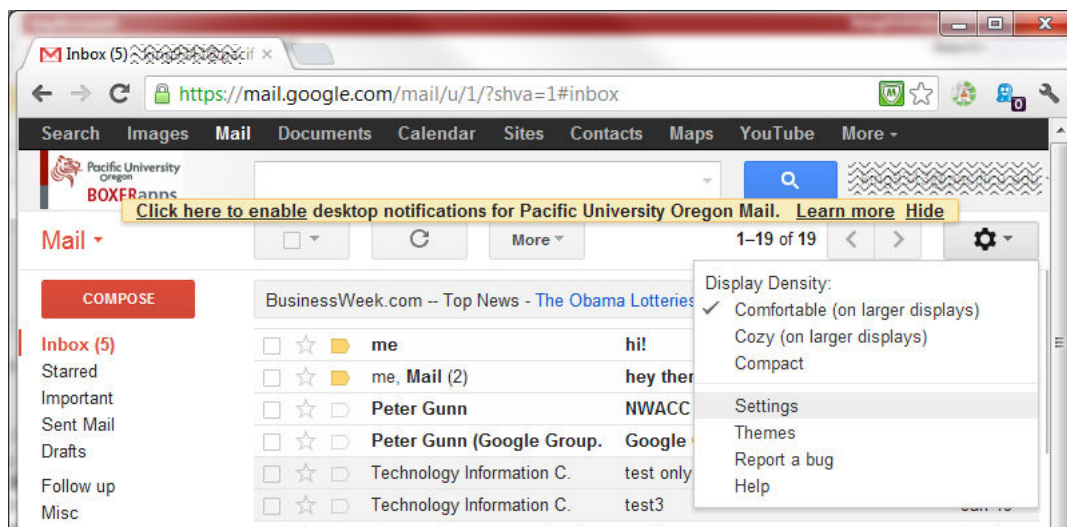 Inbox (5)
https://mail.google.com/mail/u/1/?shva=1#inbox
0
Search Images Mail Documents Calendar Sites Contacts Maps YouTube More
Pacific University
Oregon
BOXERapps
Click here to enable desktop notifications for Pacific University Oregon Mail. Learn more Hide
Mail
More
1–19 of 19
COMPOSE
BusinessWeek.com -- Top News - The Obama Lotteries
Display Density:
Comfortable (on larger displays)
Cozy (on larger displays)
Compact
Settings
Themes
Report a bug
Help
Inbox (5)
Starred
Important
Sent Mail
Drafts
Follow up
Misc
me hi!
me, Mail (2) hey ther
Peter Gunn NWACC
Peter Gunn (Google Group. Google
Technology Information C. test only
Technology Information C. test3